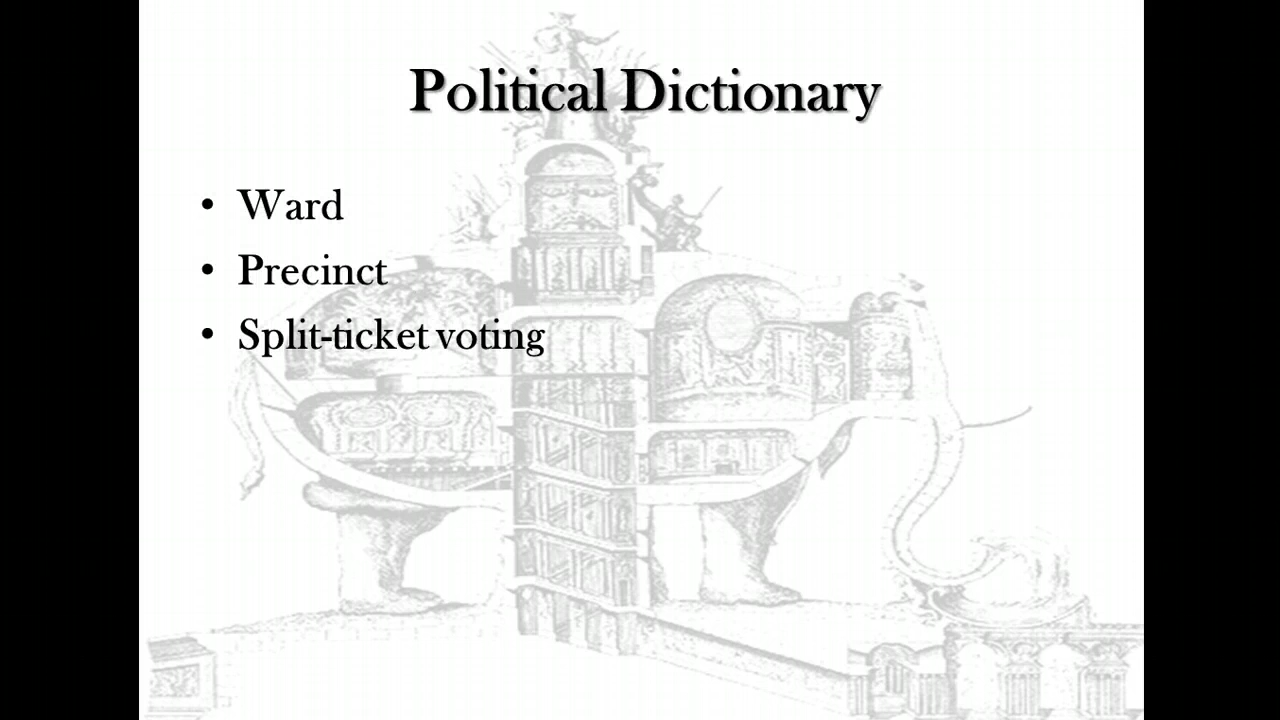 Political Dictionary
• Ward
• Precinct
• Split-ticket voting